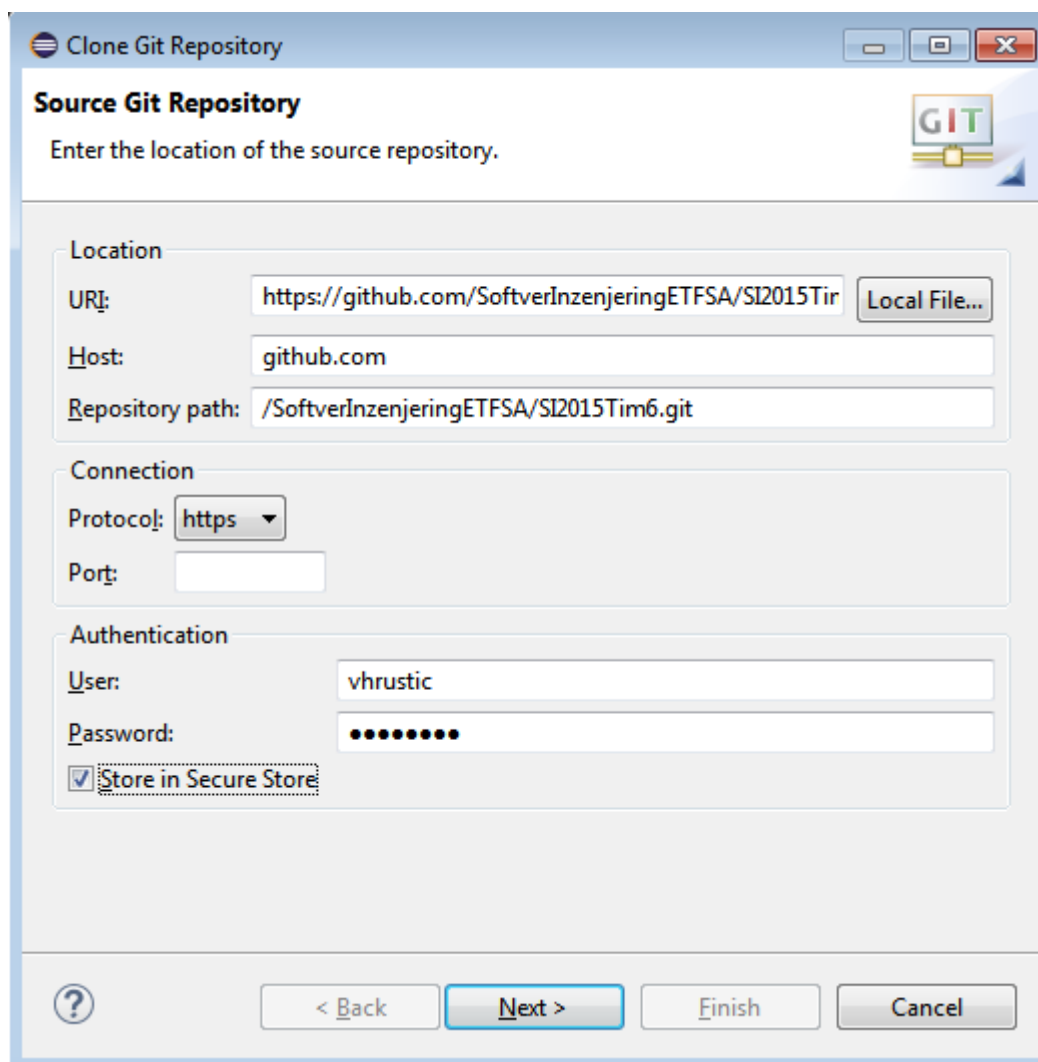 Clone Git Repository
Source Git Repository
Enter the location of the source repository.
GIT
Location
URI: https://github.com/SoftverInzenjeringETFSA/SI2015Tir Local File...
Host: github.com
Repository path: /SoftverInzenjeringETFSA/SI2015Tim6.git
Connection
Protocol: https
Port:
Authentication
User: vhrustic
Password: ●●●●●●●●
Store in Secure Store
? < Back Next > Finish Cancel